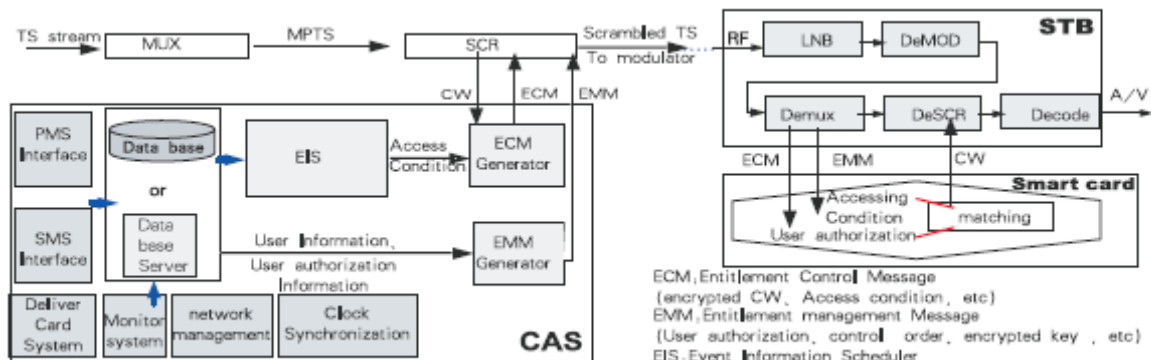 TS stream
MUX
MPTS
SCR
Scrambled TS
To modulator
RF
LNB
DeMOD
STB
Demux
DeSCR
Decode
A/V
CW
ECM
EMM
PMS
Interface
SMS
Interface
Data base
or
Data
base
Server
EIS
Access
Condition
ECM
Generator
User Information、
User authorization
Information
EMM
Generator
Deliver
Card
System
Monitor
system
network
management
Clock
Synchronization
CAS
ECM
EMM
CW
Smart card
Accessing
Condition
User authorization
matching
ECM:Entitlement Control Message
(encrypted CW、Access condition、etc)
EMM:Entitlement management Message
(User authorization、control order、encrypted key , etc)
EIS:Event Information Scheduler